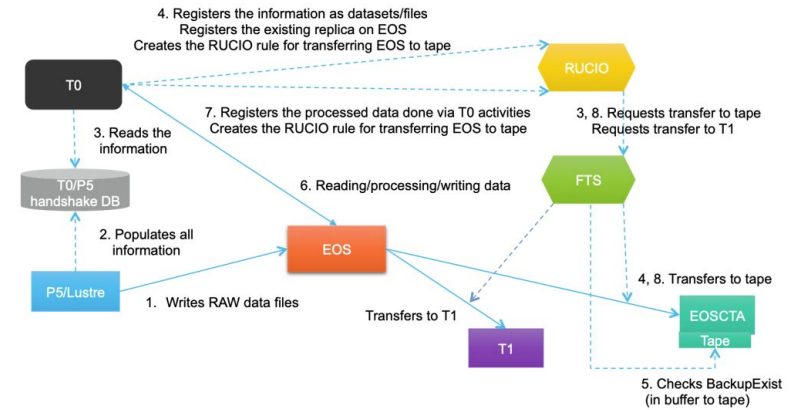 4. Registers the information as datasets/files
Registers the existing replica on EOS
Creates the RUCIO rule for transferring EOS to tape
RUCIO
T0
7. Registers the processed data done via T0 activities
Creates the RUCIO rule for transferring EOS to tape
3, 8. Requests transfer to tape
Requests transfer to T1
3. Reads the
information
T0/P5
handshake DB
6. Reading/processing/writing data
FTS
2. Populates all
information
EOS
P5/Lustre
1. Writes RAW data files
4, 8. Transfers to tape
Transfers to T1
EOSCTA
Tape
T1
5. Checks BackupExist
(in buffer to tape)